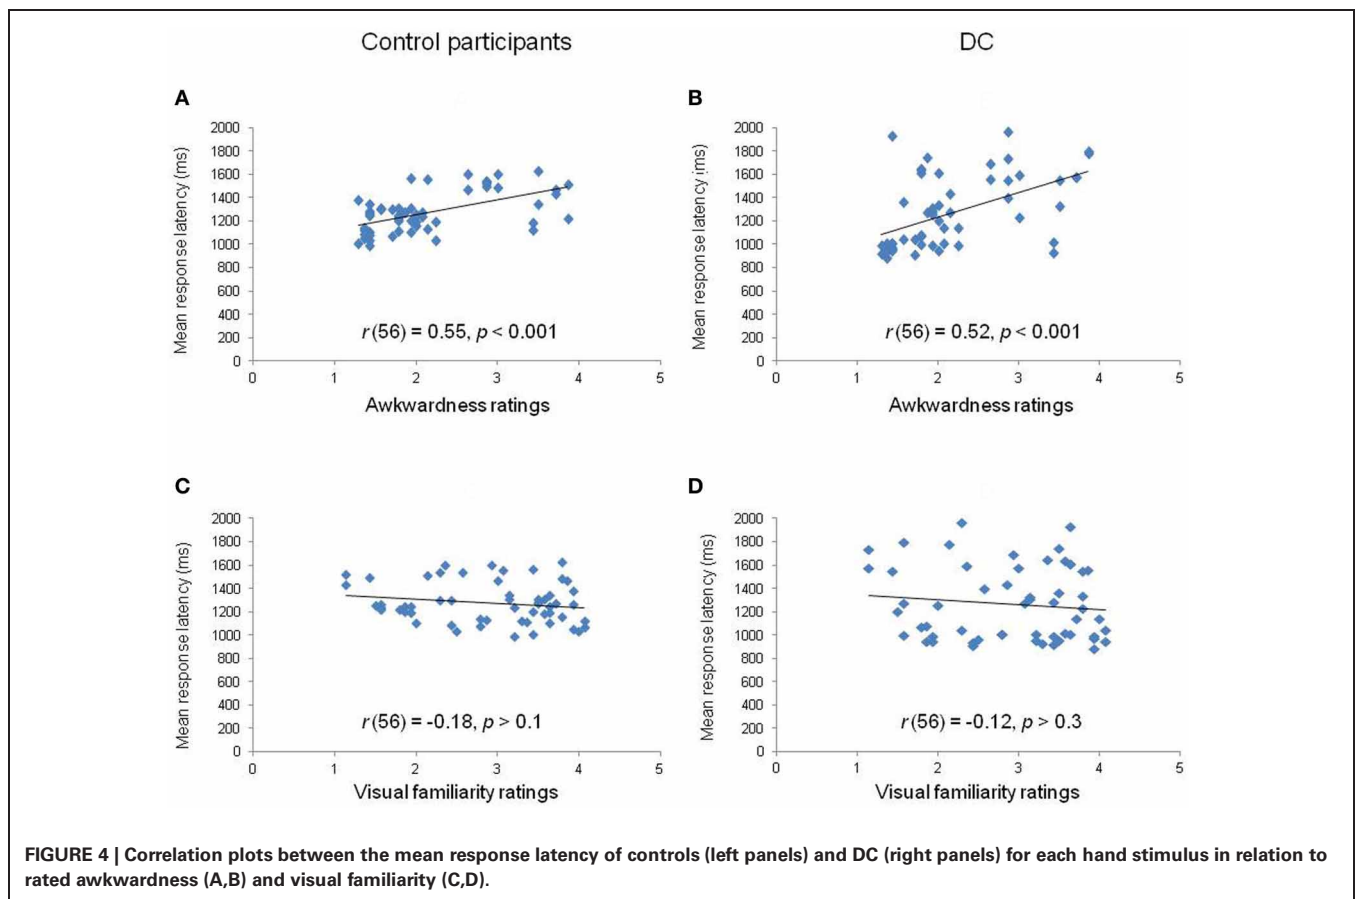 Control participants
DC
A
B
Mean response latency (ms)
2000
1800
1600
1400
1200
1000
800
600
400
200
0
r(56) = 0.55, p < 0.001
0 1 2 3 4 5
Awkwardness ratings
Mean response latency (ms)
2000
1800
1600
1400
1200
1000
800
600
400
200
0
r(56) = 0.52, p < 0.001
0 1 2 3 4 5
Awkwardness ratings
C
D
Mean response latency (ms)
2000
1800
1600
1400
1200
1000
800
600
400
200
0
r(56) = -0.18, p > 0.1
0 1 2 3 4 5
Visual familiarity ratings
Mean response latency (ms)
2000
1800
1600
1400
1200
1000
800
600
400
200
0
r(56) = -0.12, p > 0.3
0 1 2 3 4 5
Visual familiarity ratings
FIGURE 4 | Correlation plots between the mean response latency of controls (left panels) and DC (right panels) for each hand stimulus in relation to
rated awkwardness (A,B) and visual familiarity (C,D).